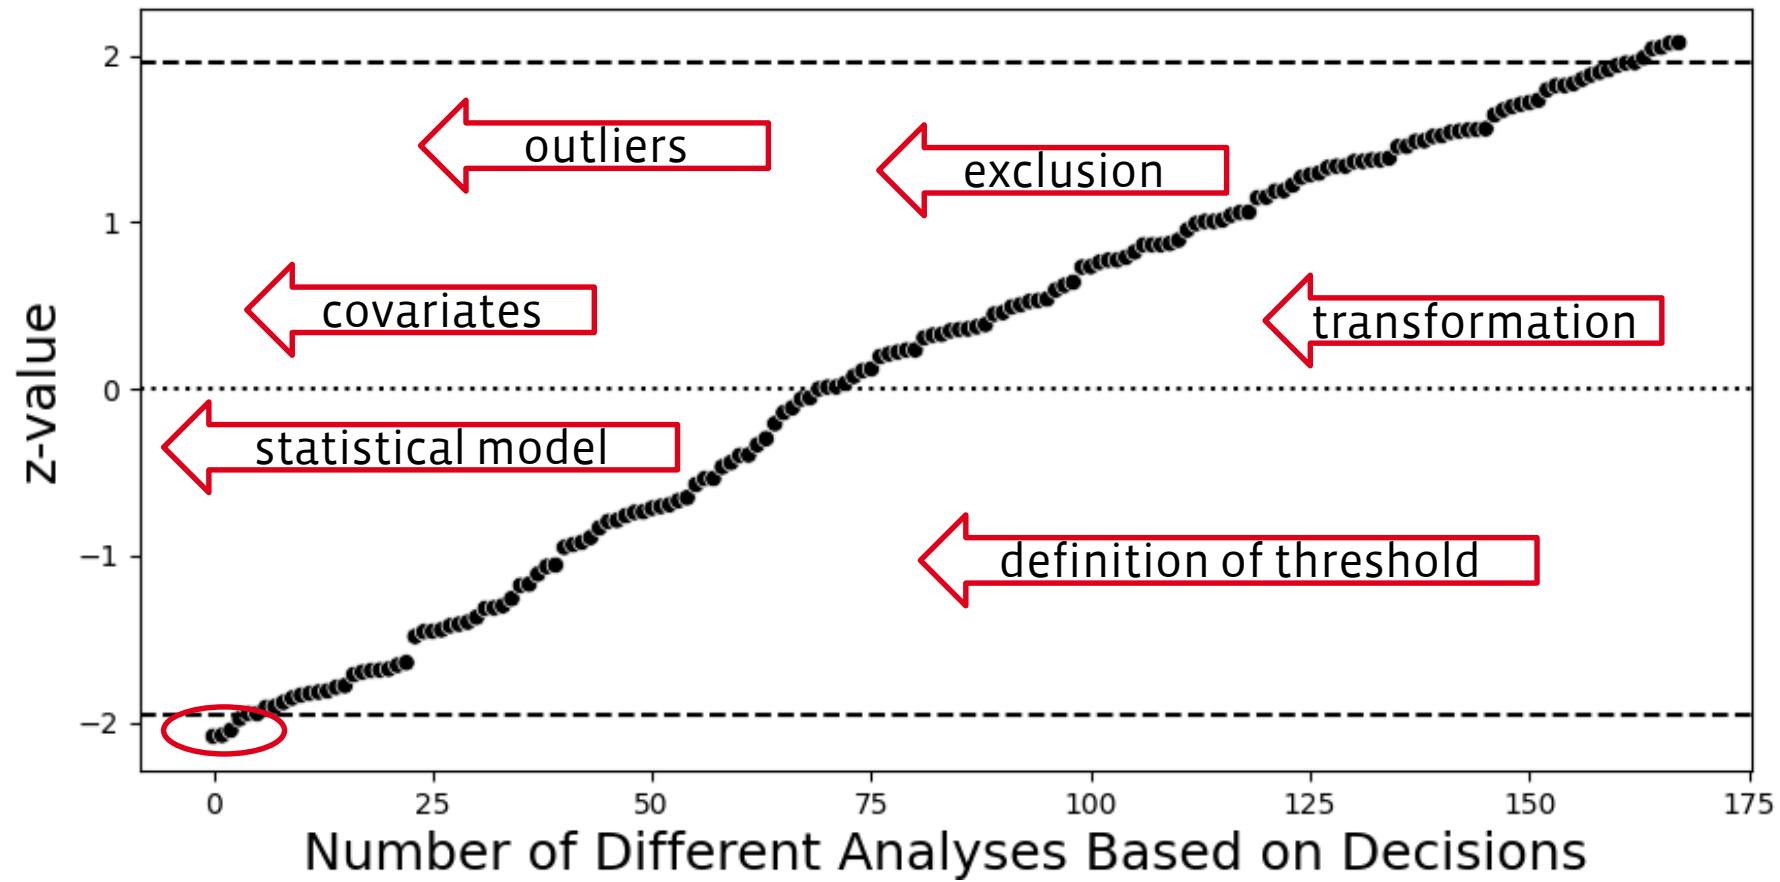 2
outliers
exclusion
1
covariates
transformation
z-value
0
statistical model
−1
definition of threshold
−2
0 25 50 75 100 125 150 175
Number of Different Analyses Based on Decisions